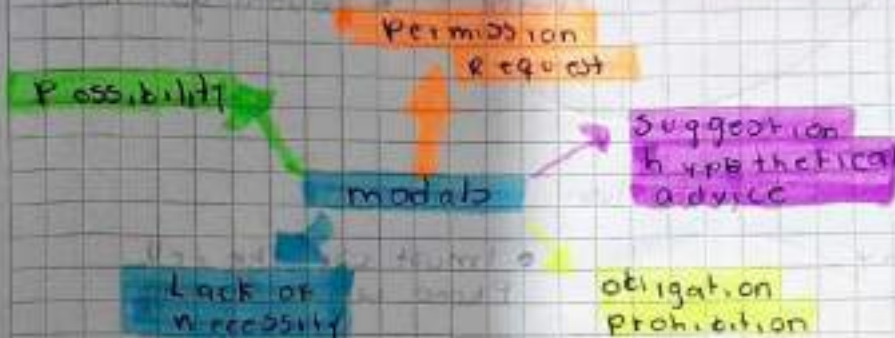 Permission
Request
Possibility
Suggestion
hypothetical
advice
modals
Lack of
necessity
obligation
prohibition